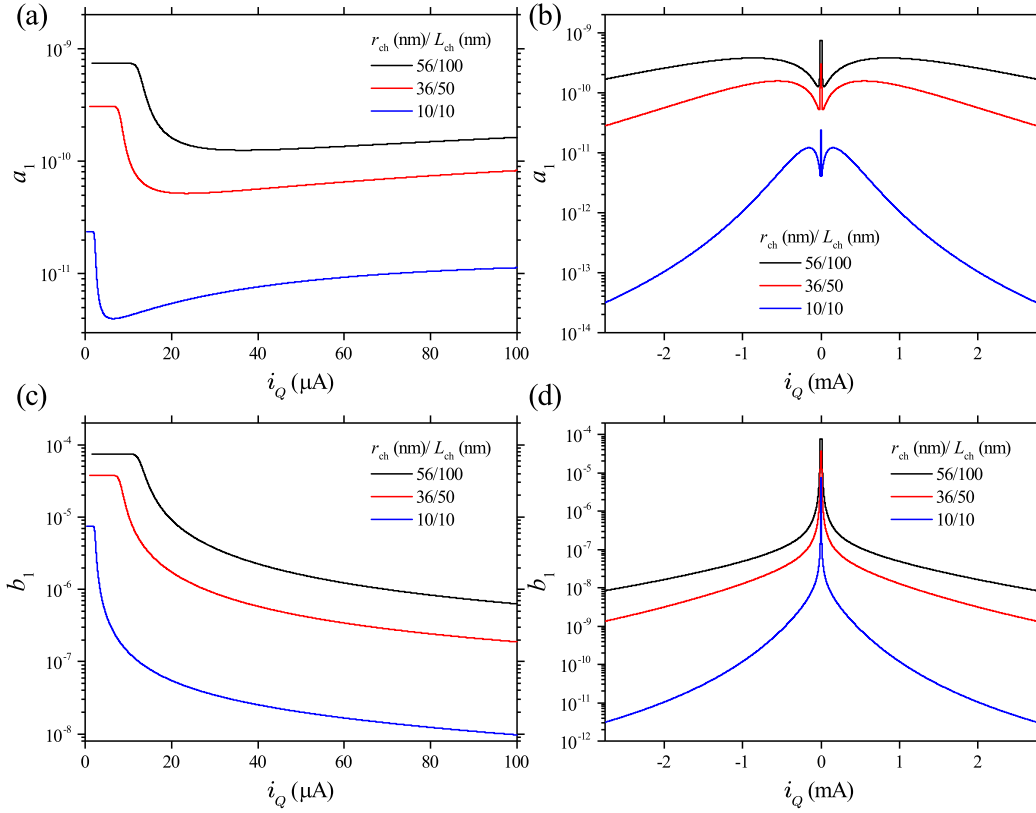 (a)
10⁻⁹
10⁻¹⁰
10⁻¹¹
a₁
r_ch (nm)/ L_ch (nm)
56/100
36/50
10/10
0 20 40 60 80 100
i_Q (μA)
(b)
10⁻⁹
10⁻¹⁰
10⁻¹¹
10⁻¹²
10⁻¹³
10⁻¹⁴
a₁
r_ch (nm)/ L_ch (nm)
56/100
36/50
10/10
-2 -1 0 1 2
i_Q (mA)
(c)
10⁻⁴
10⁻⁵
10⁻⁶
10⁻⁷
10⁻⁸
b₁
r_ch (nm)/ L_ch (nm)
56/100
36/50
10/10
0 20 40 60 80 100
i_Q (μA)
(d)
10⁻⁴
10⁻⁵
10⁻⁶
10⁻⁷
10⁻⁸
10⁻⁹
10⁻¹⁰
10⁻¹¹
10⁻¹²
b₁
r_ch (nm)/ L_ch (nm)
56/100
36/50
10/10
-2 -1 0 1 2
i_Q (mA)